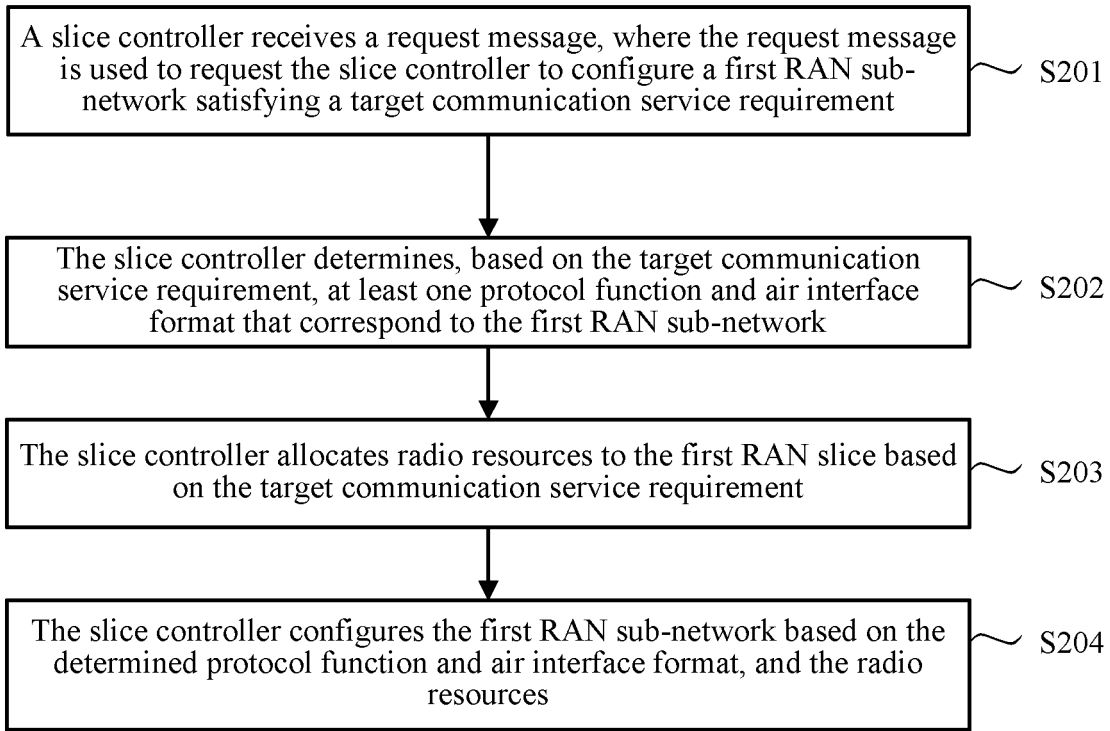 A slice controller receives a request message, where the request message
is used to request the slice controller to configure a first RAN sub-
network satisfying a target communication service requirement
S201
The slice controller determines, based on the target communication
service requirement, at least one protocol function and air interface
format that correspond to the first RAN sub-network
S202
The slice controller allocates radio resources to the first RAN slice based
on the target communication service requirement
S203
The slice controller configures the first RAN sub-network based on the
determined protocol function and air interface format, and the radio
resources
S204